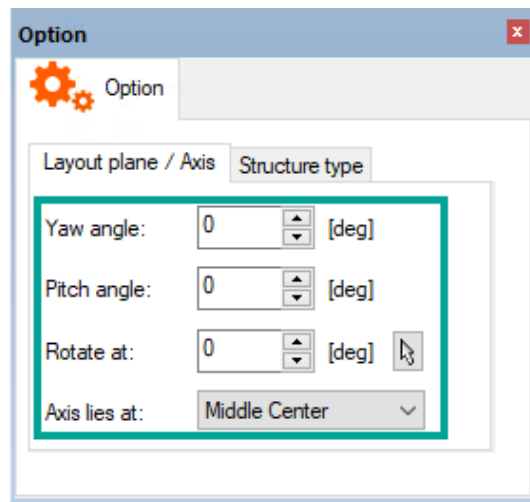 Option
Option
Layout plane / Axis Structure type
Yaw angle: 0 [deg]
Pitch angle: 0 [deg]
Rotate at: 0 [deg]
Axis lies at: Middle Center